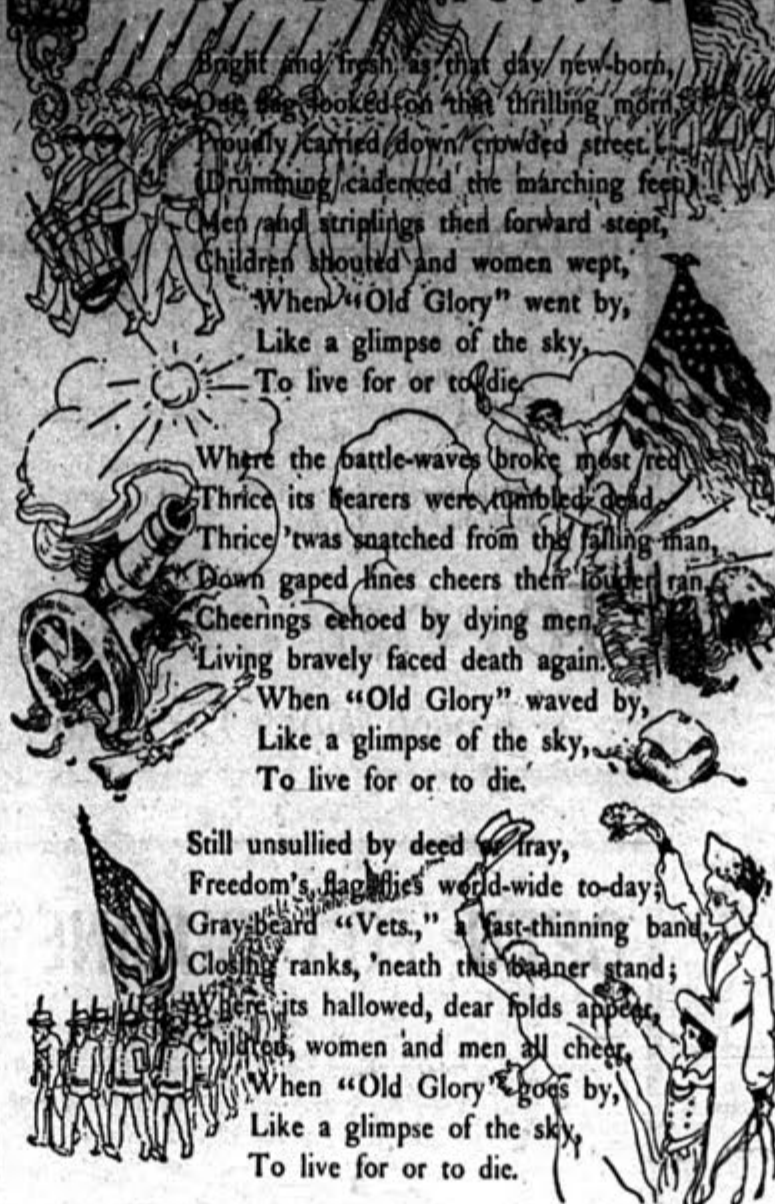 Bright and fresh as that day new-born,
Our flag looked on that thrilling morn,
Proudly carried down crowded street.
(Drumming cadenced the marching feet)
Men and striplings then forward stept,
Children shouted and women wept,
When "Old Glory" went by,
Like a glimpse of the sky,
To live for or to die.
Where the battle-waves broke most red
Thrice its bearers were tumbled dead,
Thrice 'twas snatched from the falling man,
Down gaped lines cheers then louder ran,
Cheerings echoed by dying men,
Living bravely faced death again.
When "Old Glory" waved by,
Like a glimpse of the sky,
To live for or to die.
Still unsullied by deed or fray,
Freedom's flag flies world-wide to-day;
Gray-beard "Vets.," a fast-thinning band,
Closing ranks, 'neath this banner stand;
Where its hallowed, dear folds appear,
Children, women and men all cheer,
When "Old Glory" goes by,
Like a glimpse of the sky,
To live for or to die.